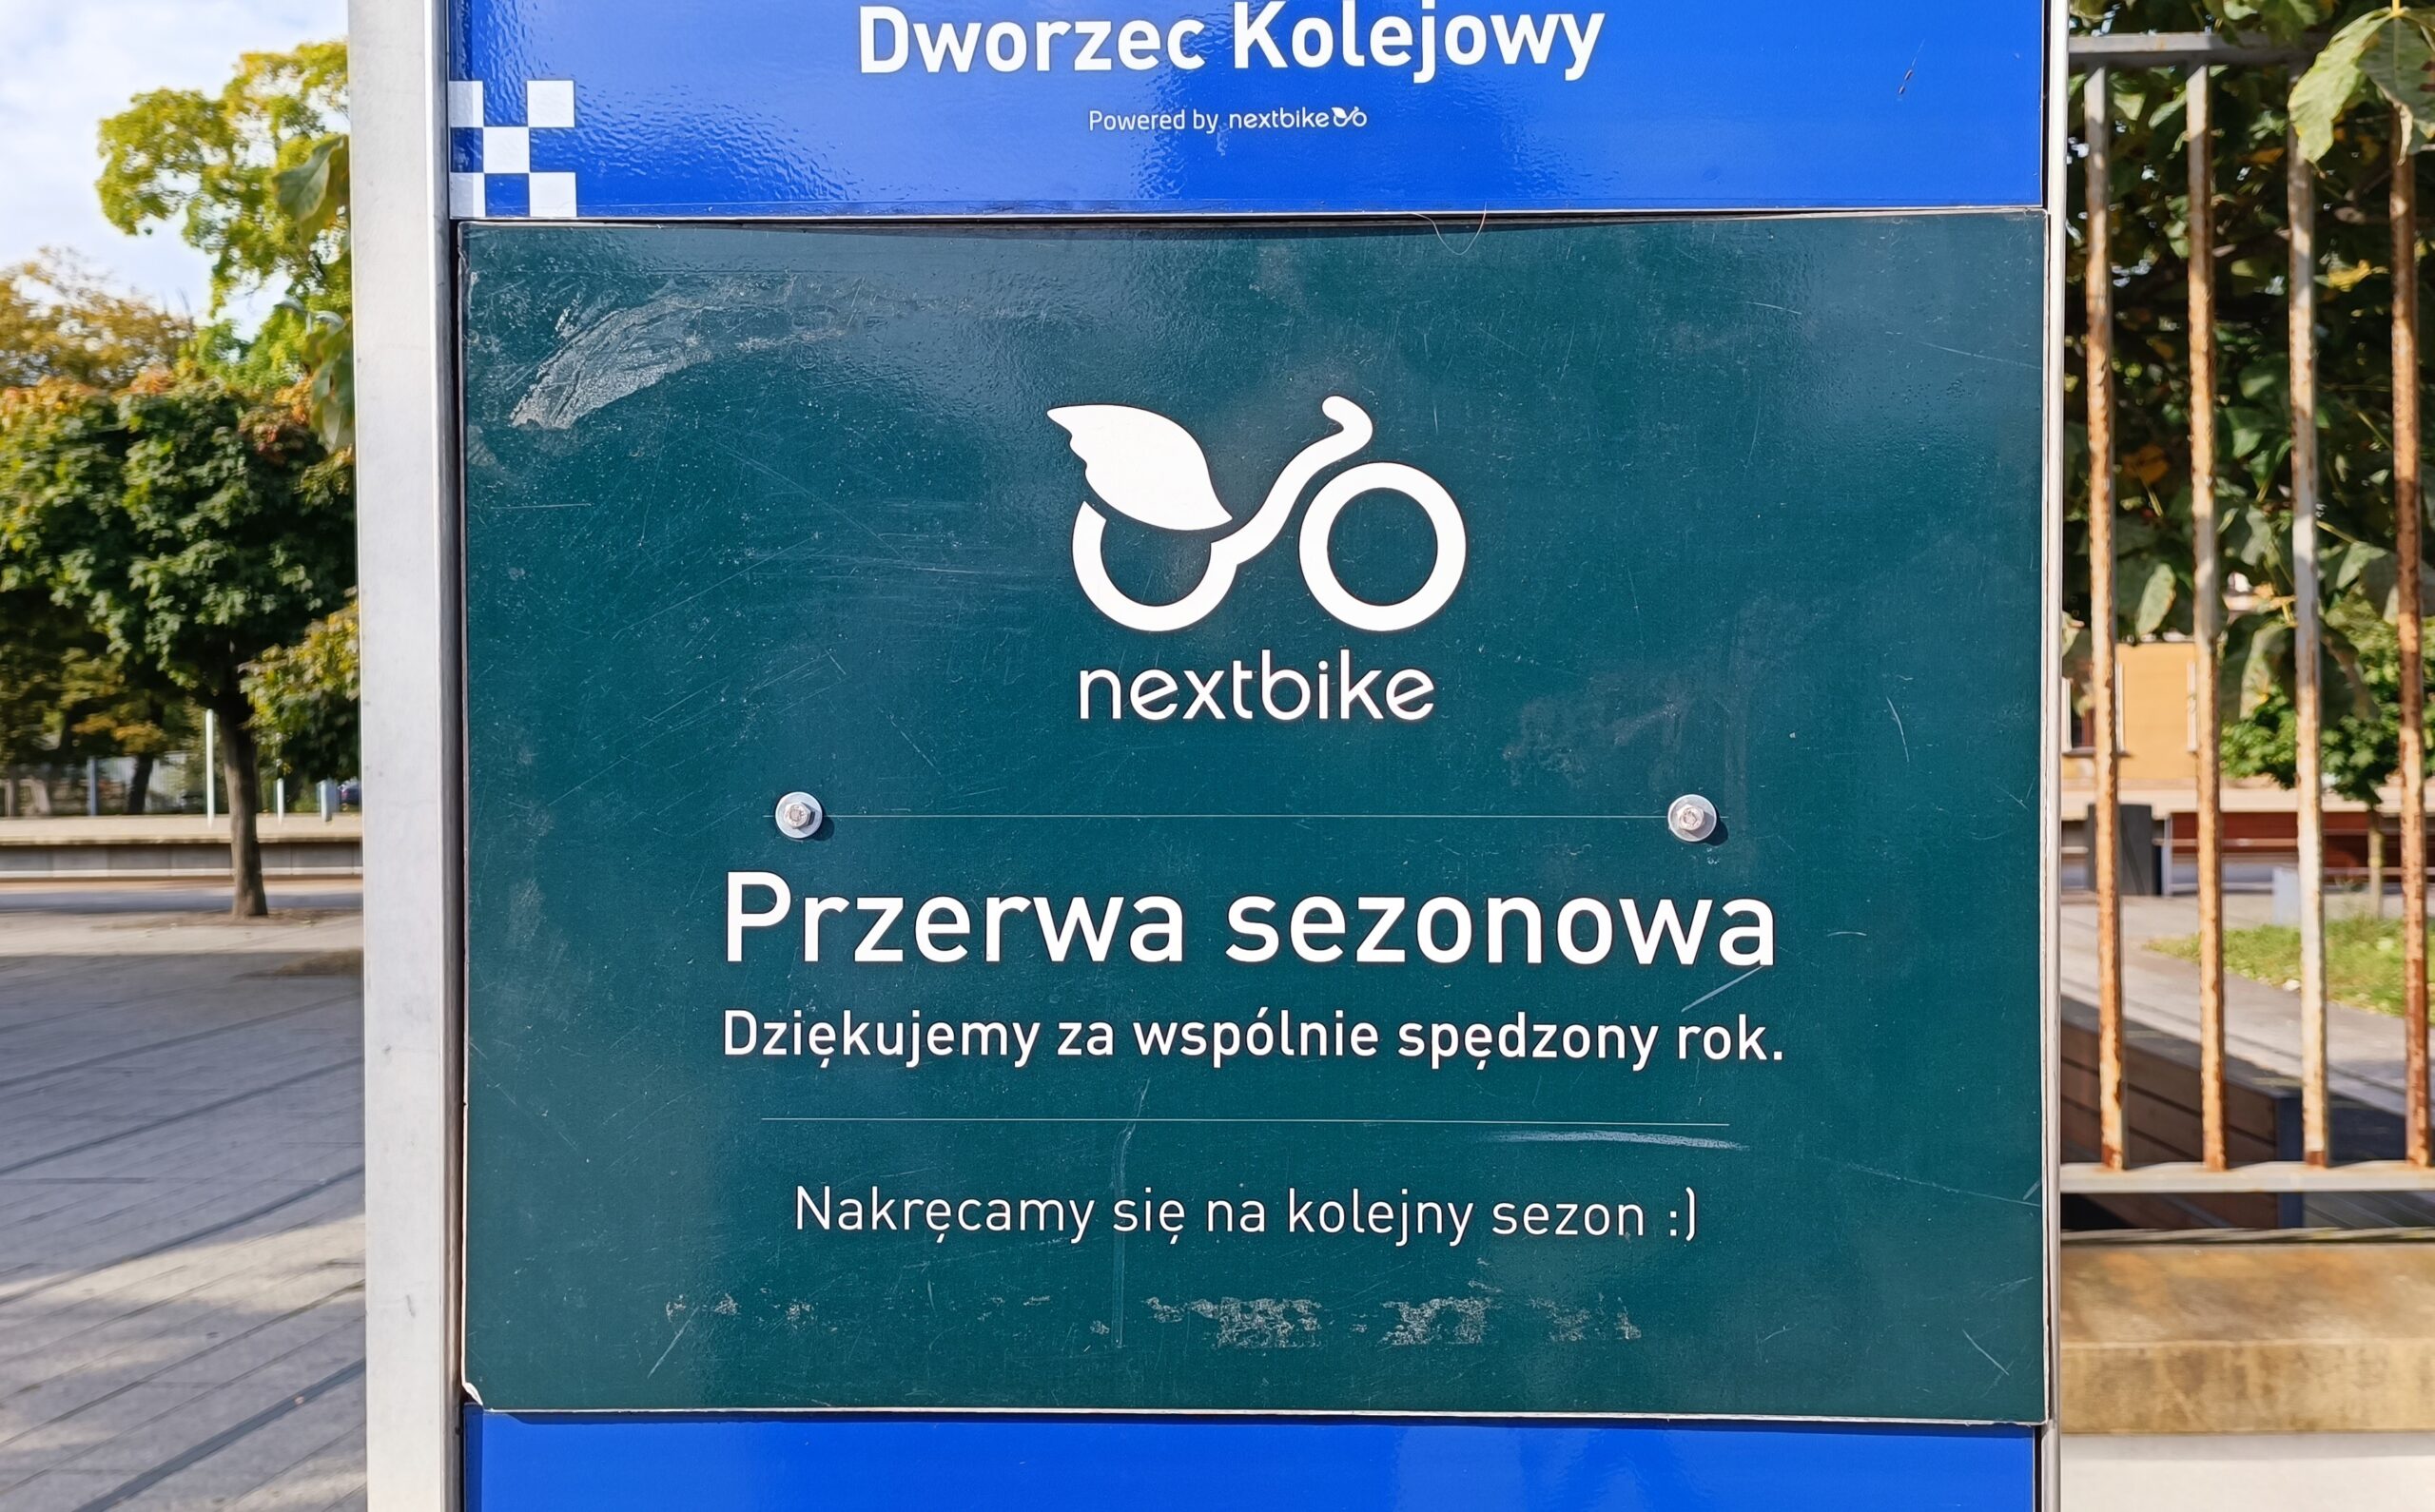 Dworzec Kolejowy
Powered by nextbike
nextbike
Przerwa sezonowa
Dziękujemy za wspólnie spędzony rok.
Nakręcamy się na kolejny sezon :)